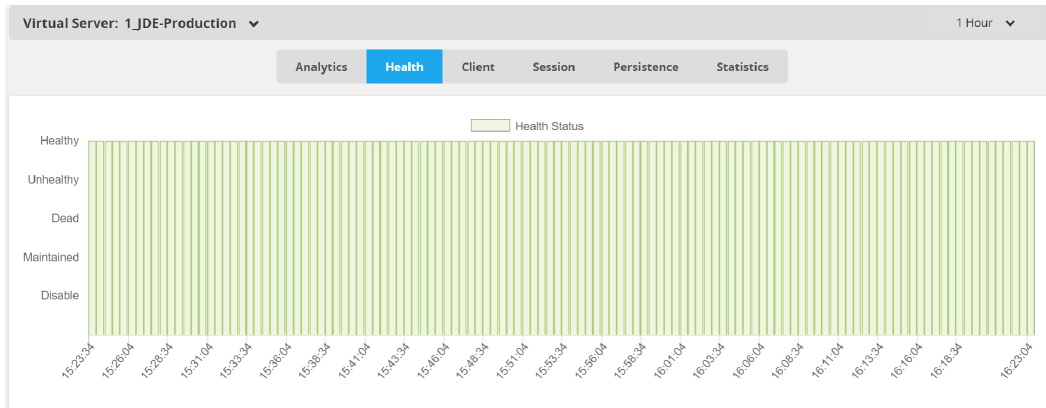 Virtual Server: 1_JDE-Production
1 Hour
Analytics Health Client Session Persistence Statistics
Health Status
Healthy
Unhealthy
Dead
Maintained
Disable
15:23:34 15:26:04 15:28:34 15:31:04 15:33:34 15:36:04 15:38:34 15:41:04 15:43:34 15:46:04 15:48:34 15:51:04 15:53:34 15:56:04 15:58:34 16:01:04 16:03:34 16:06:04 16:08:34 16:11:04 16:13:34 16:16:04 16:18:34 16:23:04